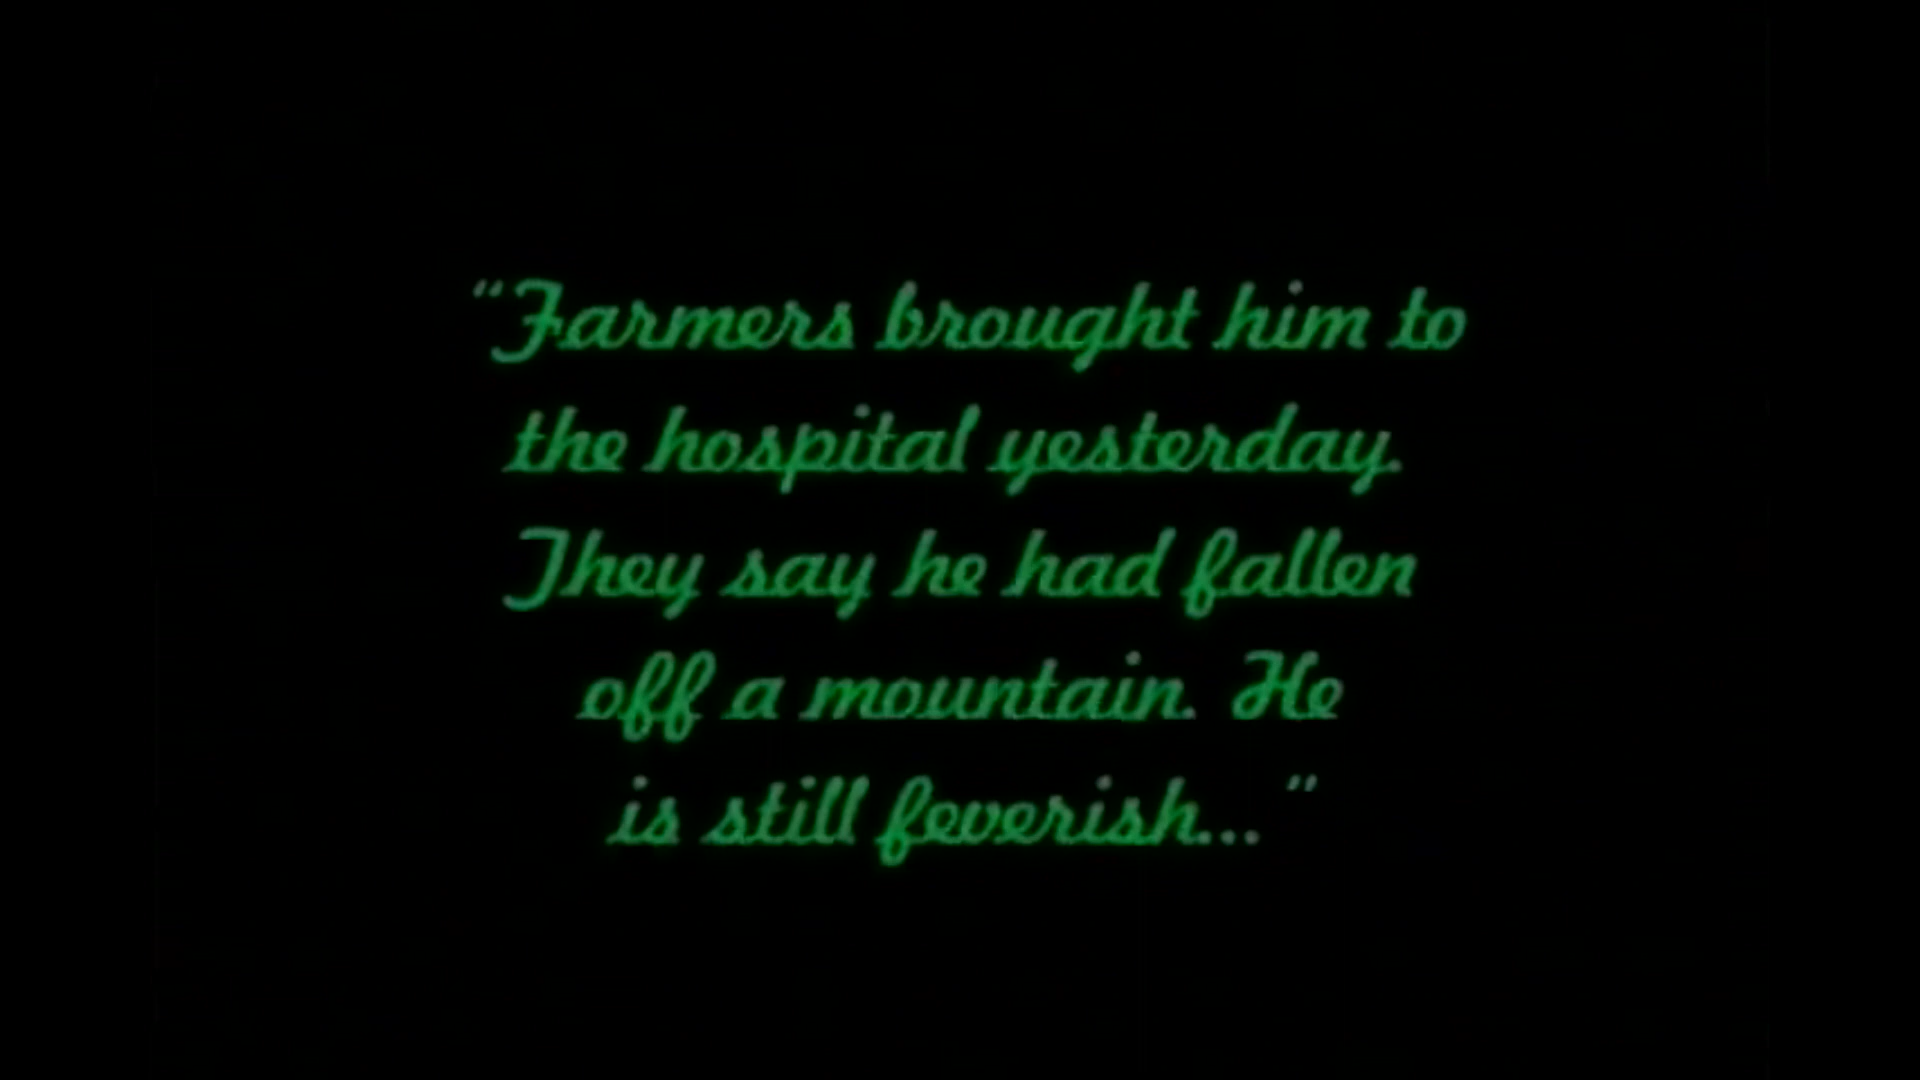 “Farmers brought him to
the hospital yesterday.
They say he had fallen
off a mountain. He
is still feverish...”